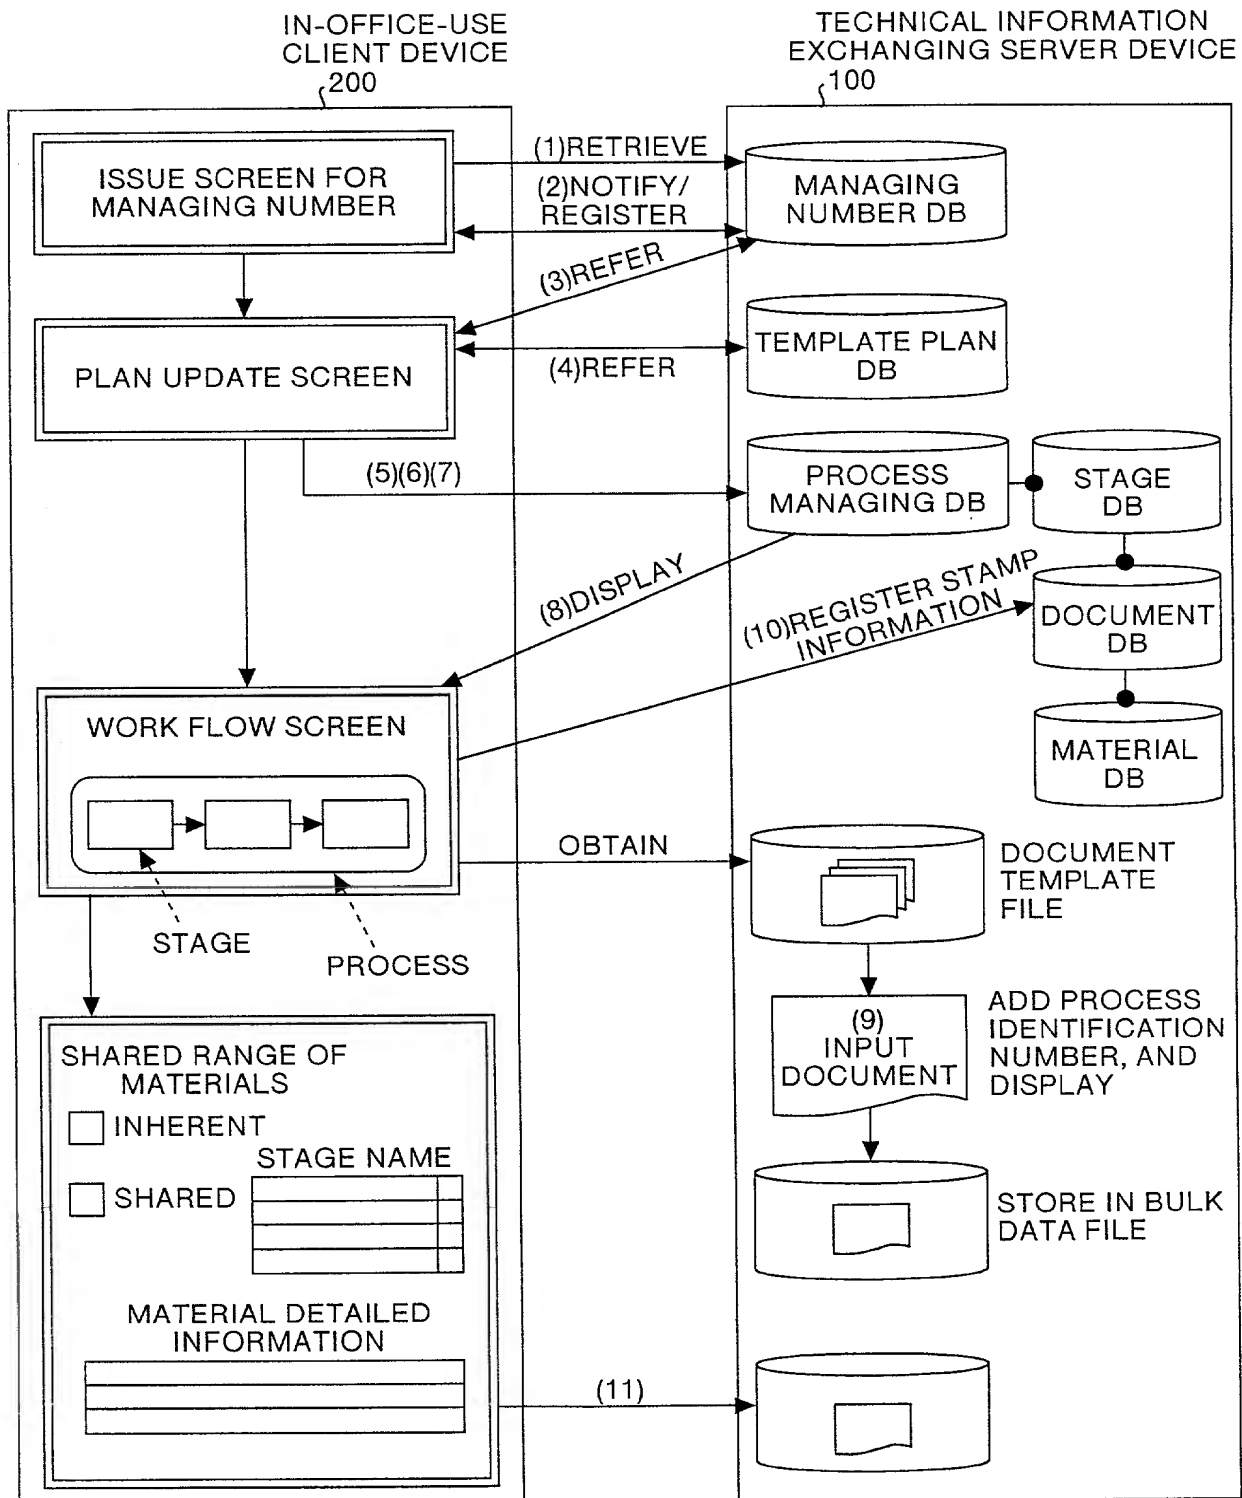 IN-OFFICE-USE
CLIENT DEVICE
200
TECHNICAL INFORMATION
EXCHANGING SERVER DEVICE
100
ISSUE SCREEN FOR
MANAGING NUMBER
(1)RETRIEVE
(2)NOTIFY/
REGISTER
MANAGING
NUMBER DB
(3)REFER
PLAN UPDATE SCREEN
(4)REFER
TEMPLATE PLAN
DB
(5)(6)(7)
PROCESS
MANAGING DB
STAGE
DB
(8)DISPLAY
(10)REGISTER STAMP
INFORMATION
DOCUMENT
DB
MATERIAL
DB
WORK FLOW SCREEN
OBTAIN
STAGE
PROCESS
DOCUMENT
TEMPLATE
FILE
(9)
INPUT
DOCUMENT
ADD PROCESS
IDENTIFICATION
NUMBER, AND
DISPLAY
SHARED RANGE OF
MATERIALS
INHERENT
SHARED
STAGE NAME
STORE IN BULK
DATA FILE
MATERIAL DETAILED
INFORMATION
(11)